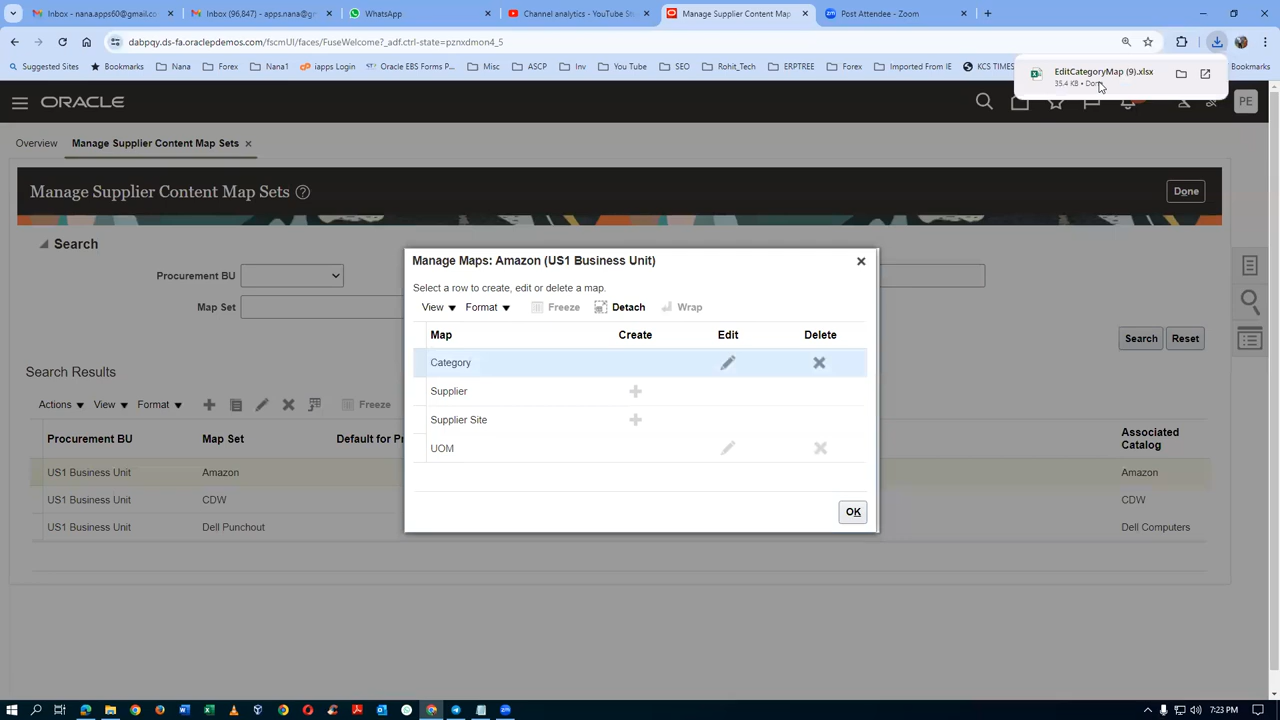 Inbox - nana.apps60@gmail.co
Inbox (96,847) - apps.nana@g
WhatsApp
Channel analytics - YouTube St
Manage Supplier Content Map
Post Attendee - Zoom
dabpqy.ds-fa.oraclepdemos.com/fscmUI/faces/FuseWelcome?_adf.ctrl-state=pznxdmon4_5
Suggested Sites
Bookmarks
Nana
Forex
Nana1
iapps Login
Oracle EBS Forms P...
Misc
ASCP
Inv
You Tube
SEO
Rohit_Tech
ERPTREE
Forex
Imported From IE
KCS TIMES
Bookmarks
EditCategoryMap (9).xlsx
35.4 KB • Done
ORACLE
PE
Overview
Manage Supplier Content Map Sets
Manage Supplier Content Map Sets
Done
Search
Procurement BU
Map Set
Search
Reset
Manage Maps: Amazon (US1 Business Unit)
Select a row to create, edit or delete a map.
View
Format
Freeze
Detach
Wrap
Map
Create
Edit
Delete
Category
Supplier
Supplier Site
UOM
OK
Search Results
Actions
View
Format
Freeze
Procurement BU
Map Set
Default for Pr
Associated
Catalog
US1 Business Unit
Amazon
Amazon
US1 Business Unit
CDW
CDW
US1 Business Unit
Dell Punchout
Dell Computers
7:23 PM